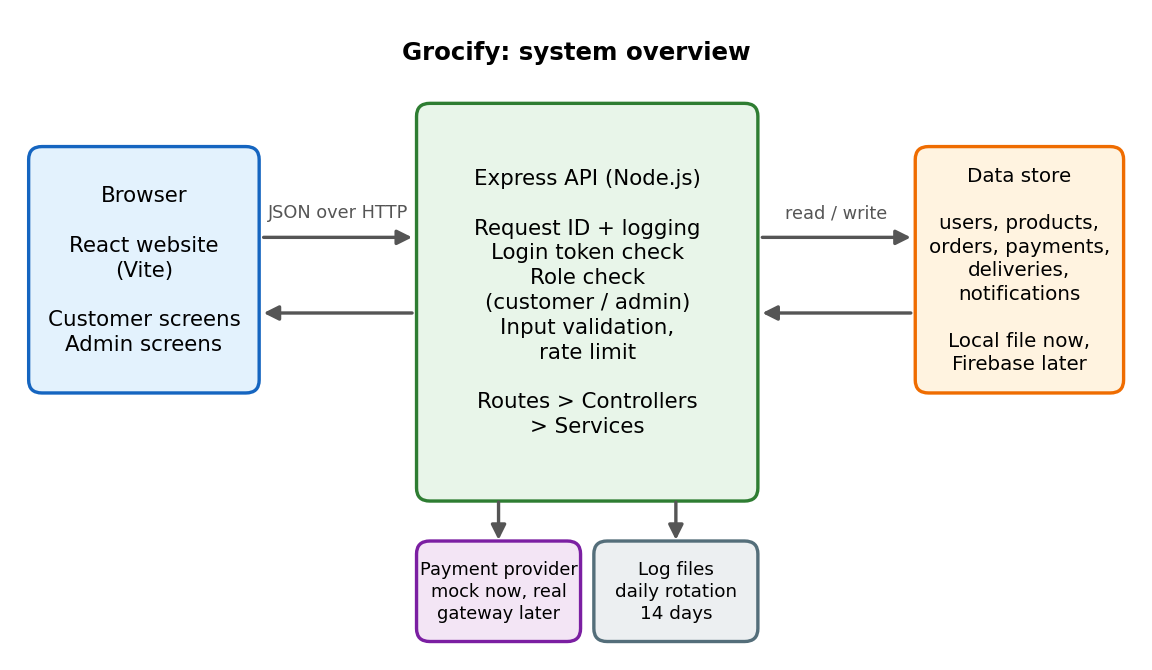 Grocify: system overview
Browser
React website
(Vite)
Customer screens
Admin screens
JSON over HTTP
Express API (Node.js)
Request ID + logging
Login token check
Role check
(customer / admin)
Input validation,
rate limit
Routes > Controllers
> Services
read / write
Data store
users, products,
orders, payments,
deliveries,
notifications
Local file now,
Firebase later
Payment provider
mock now, real
gateway later
Log files
daily rotation
14 days